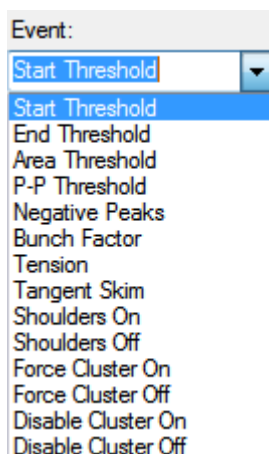 Event:
Start Threshold
Start Threshold
End Threshold
Area Threshold
P-P Threshold
Negative Peaks
Bunch Factor
Tension
Tangent Skim
Shoulders On
Shoulders Off
Force Cluster On
Force Cluster Off
Disable Cluster On
Disable Cluster Off